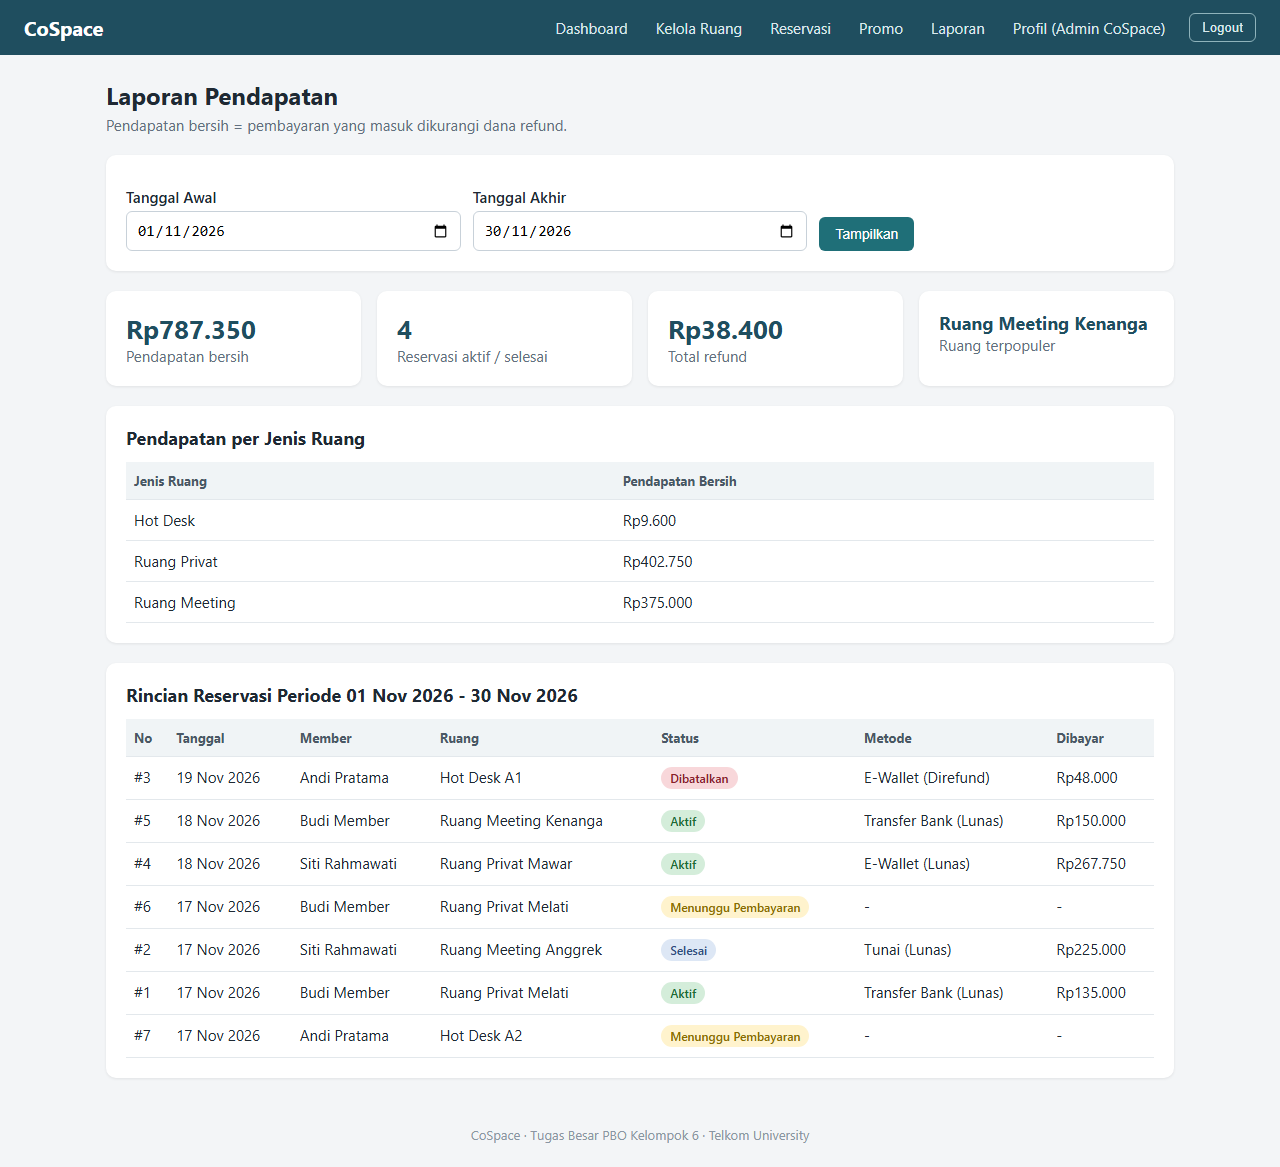 CoSpace
Dashboard Kelola Ruang Reservasi Promo Laporan Profil (Admin CoSpace) Logout
Laporan Pendapatan
Pendapatan bersih = pembayaran yang masuk dikurangi dana refund.
Tanggal Awal Tanggal Akhir
01/11/2026 30/11/2026 Tampilkan
Rp787.350 4 Rp38.400 Ruang Meeting Kenanga
Pendapatan bersih Reservasi aktif / selesai Total refund Ruang terpopuler
Pendapatan per Jenis Ruang
Jenis Ruang Pendapatan Bersih
Hot Desk Rp9.600
Ruang Privat Rp402.750
Ruang Meeting Rp375.000
Rincian Reservasi Periode 01 Nov 2026 - 30 Nov 2026
No Tanggal Member Ruang Status Metode Dibayar
#3 19 Nov 2026 Andi Pratama Hot Desk A1 Dibatalkan E-Wallet (Direfund) Rp48.000
#5 18 Nov 2026 Budi Member Ruang Meeting Kenanga Aktif Transfer Bank (Lunas) Rp150.000
#4 18 Nov 2026 Siti Rahmawati Ruang Privat Mawar Aktif E-Wallet (Lunas) Rp267.750
#6 17 Nov 2026 Budi Member Ruang Privat Melati Menunggu Pembayaran - -
#2 17 Nov 2026 Siti Rahmawati Ruang Meeting Anggrek Selesai Tunai (Lunas) Rp225.000
#1 17 Nov 2026 Budi Member Ruang Privat Melati Aktif Transfer Bank (Lunas) Rp135.000
#7 17 Nov 2026 Andi Pratama Hot Desk A2 Menunggu Pembayaran - -
CoSpace · Tugas Besar PBO Kelompok 6 · Telkom University